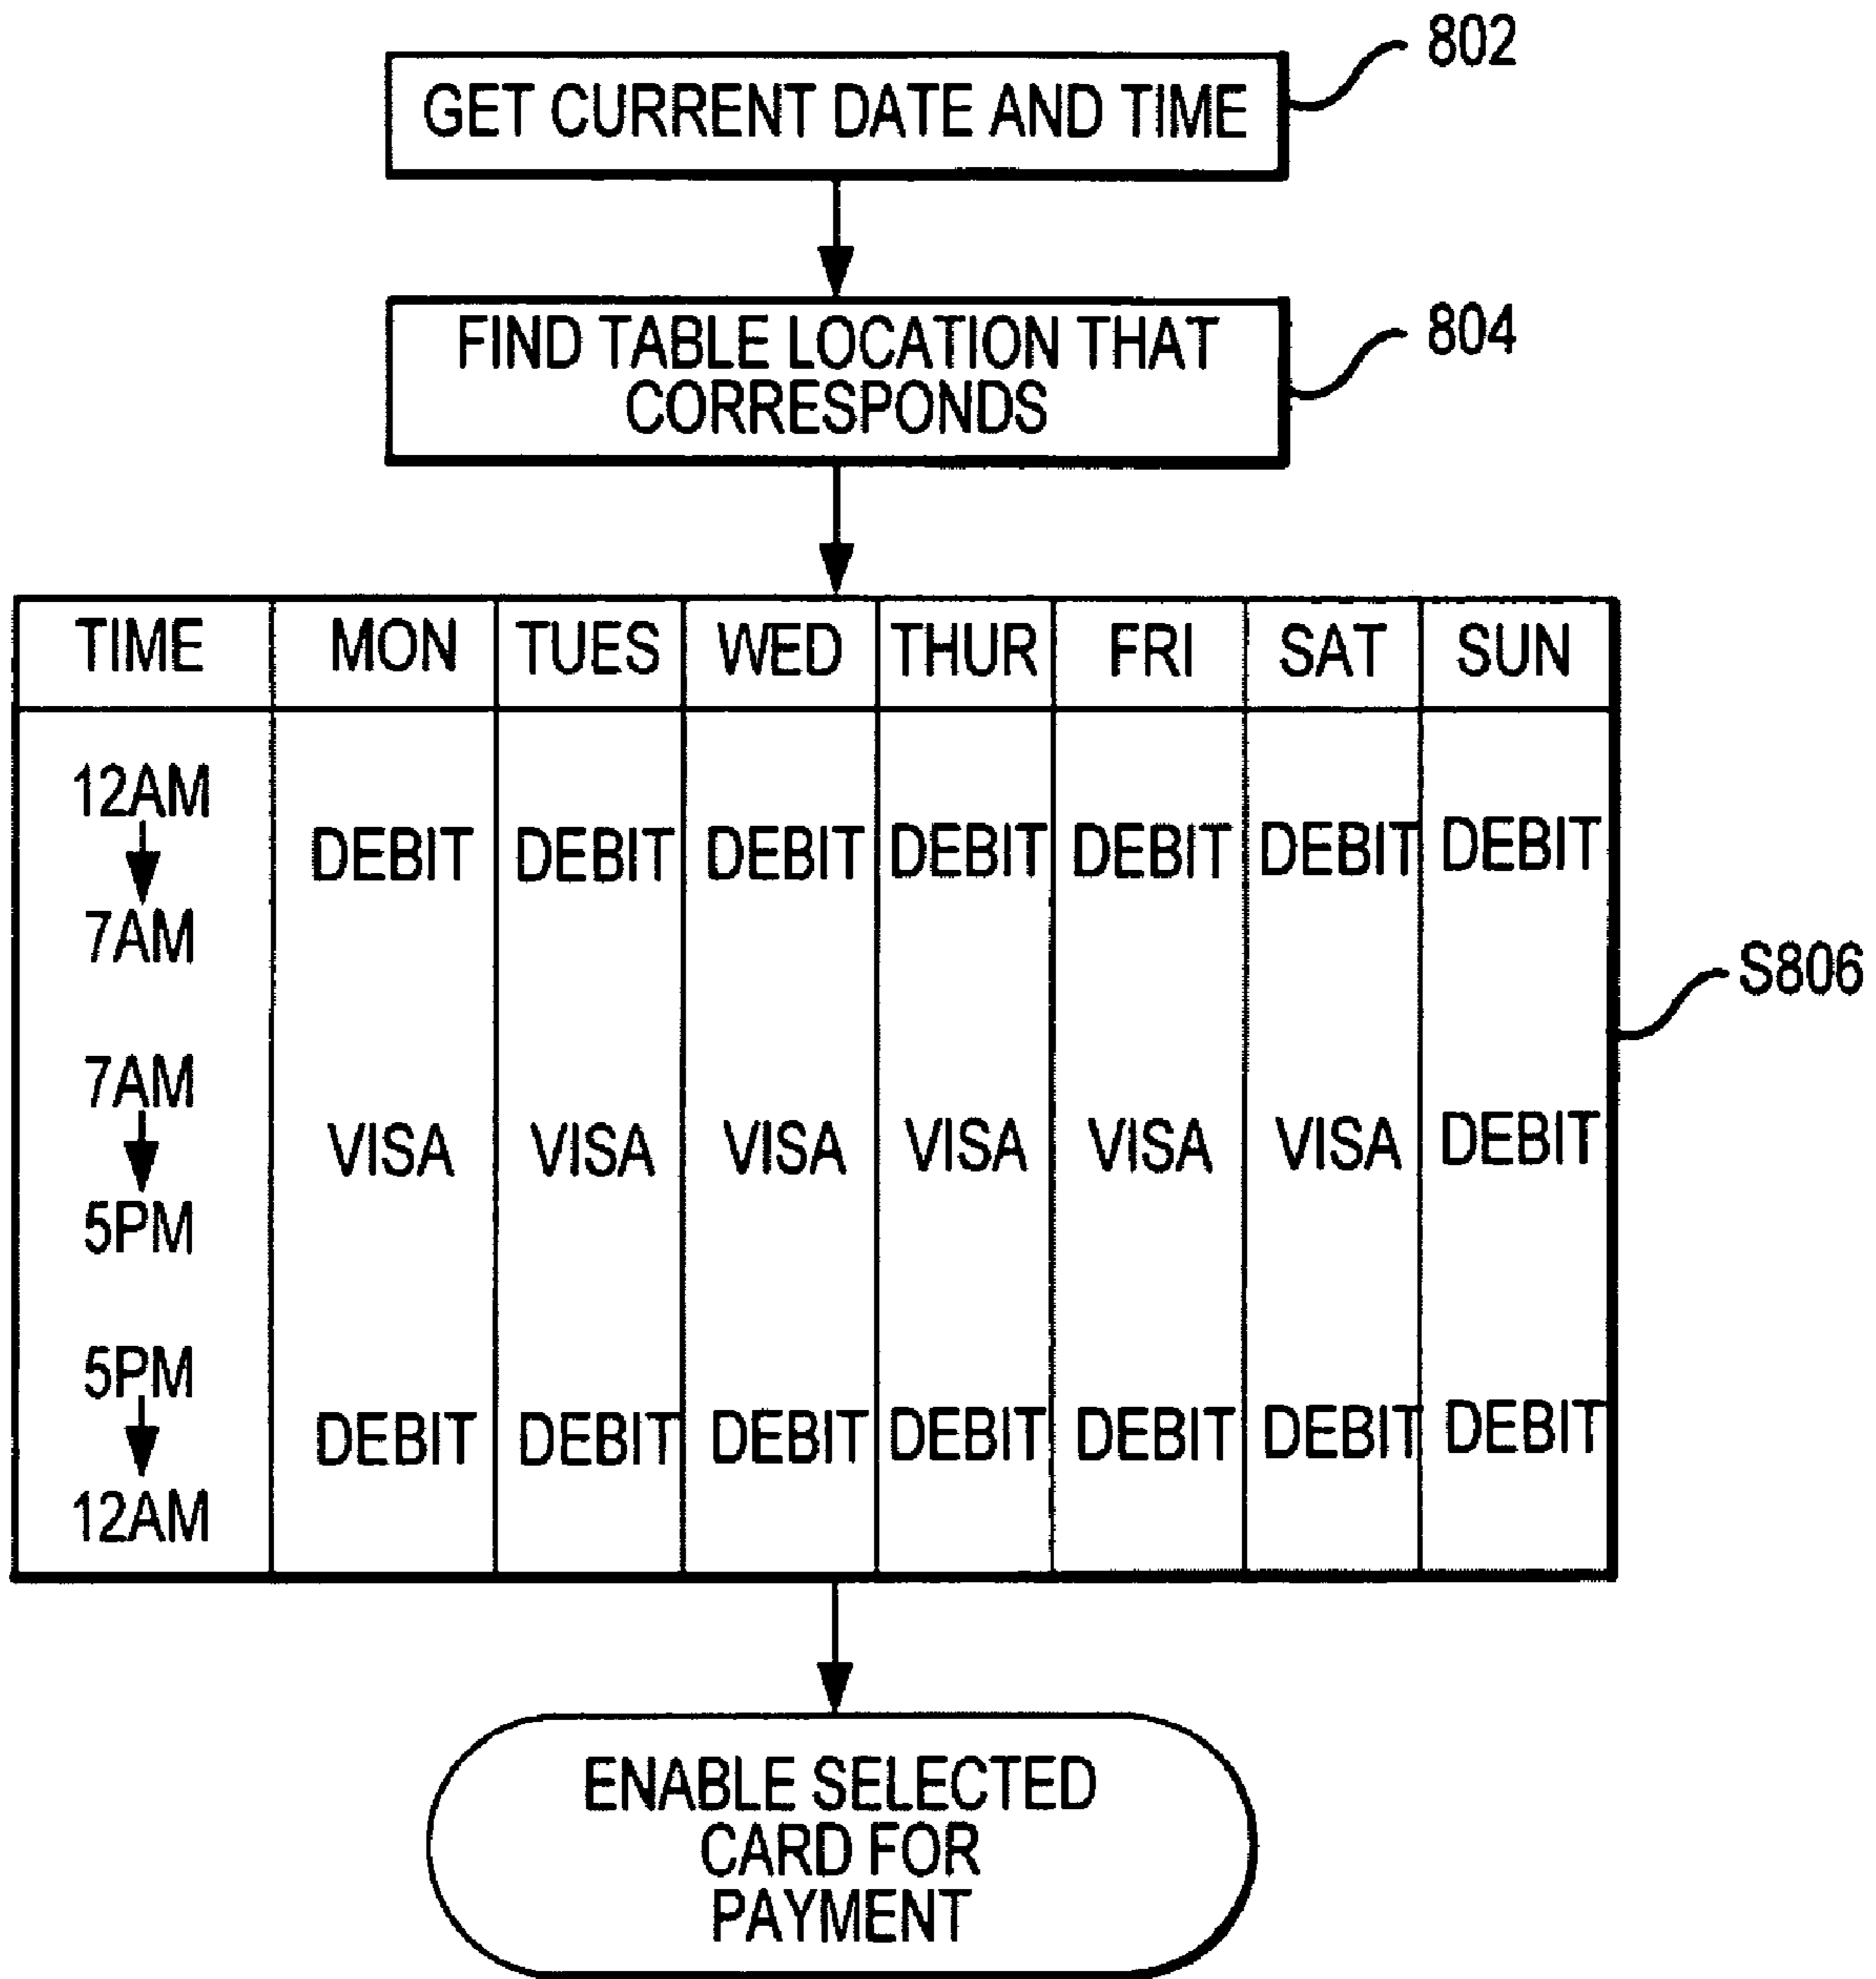 802
GET CURRENT DATE AND TIME
804
FIND TABLE LOCATION THAT
CORRESPONDS
TIME MON TUES WED THUR FRI SAT SUN
12AM
DEBIT DEBIT DEBIT DEBIT DEBIT DEBIT DEBIT
7AM
S806
7AM
VISA VISA VISA VISA VISA VISA DEBIT
5PM
5PM
DEBIT DEBIT DEBIT DEBIT DEBIT DEBIT DEBIT
12AM
ENABLE SELECTED
CARD FOR
PAYMENT